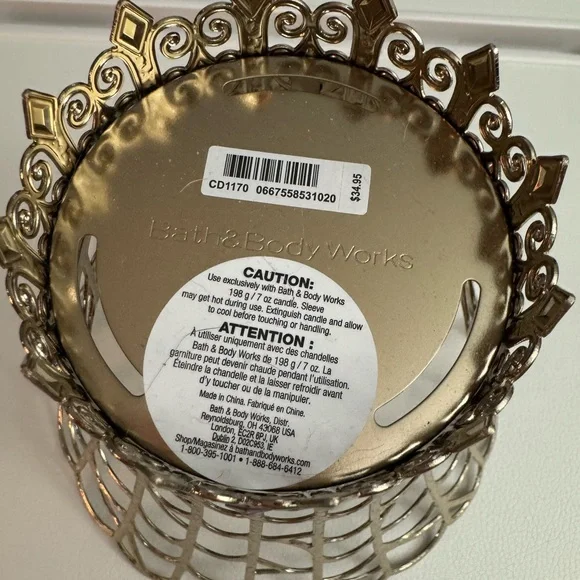 CD1170 0667558531020
$34.95
Bath & Body Works
CAUTION:
Use exclusively with Bath & Body Works
198 g / 7 oz candle. Sleeve
may get hot during use. Extinguish candle and allow
to cool before touching or handling.
ATTENTION :
À utiliser uniquement avec des chandelles
Bath & Body Works de 198 g / 7 oz. La
garniture peut devenir chaude pendant l'utilisation.
Éteindre la chandelle et la laisser refroidir avant
d'y toucher ou de la manipuler.
Made in China. Fabriqué en Chine.
Bath & Body Works, Distr.
Reynoldsburg, OH 43068 USA
London, EC2R 8PJ, UK
Dublin 2, D02C953, IE
Shop/Magasinez à bathandbodyworks.com
1-800-395-1001 • 1-888-684-6412